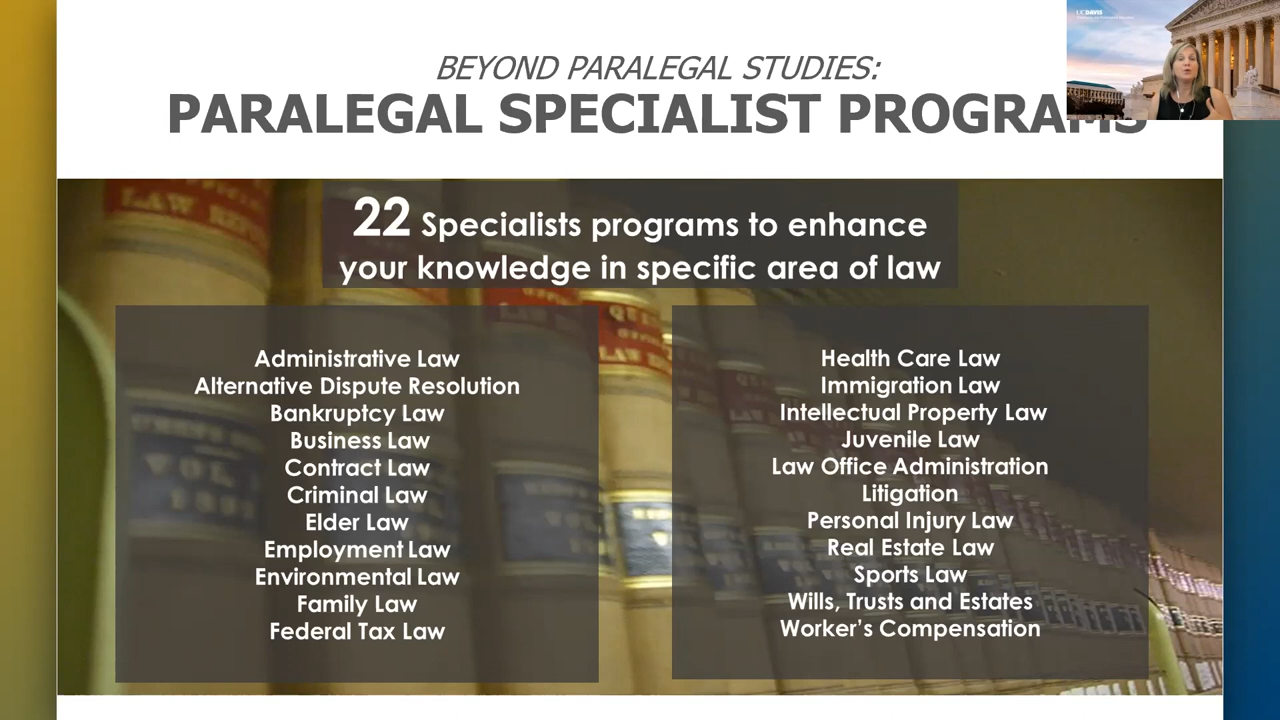 BEYOND PARALEGAL STUDIES:
PARALEGAL SPECIALIST PROGRAMS
UCDAVIS
22 Specialists programs to enhance
your knowledge in specific area of law
Administrative Law
Alternative Dispute Resolution
Bankruptcy Law
Business Law
Contract Law
Criminal Law
Elder Law
Employment Law
Environmental Law
Family Law
Federal Tax Law
Health Care Law
Immigration Law
Intellectual Property Law
Juvenile Law
Law Office Administration
Litigation
Personal Injury Law
Real Estate Law
Sports Law
Wills, Trusts and Estates
Worker's Compensation
LAW
VOL